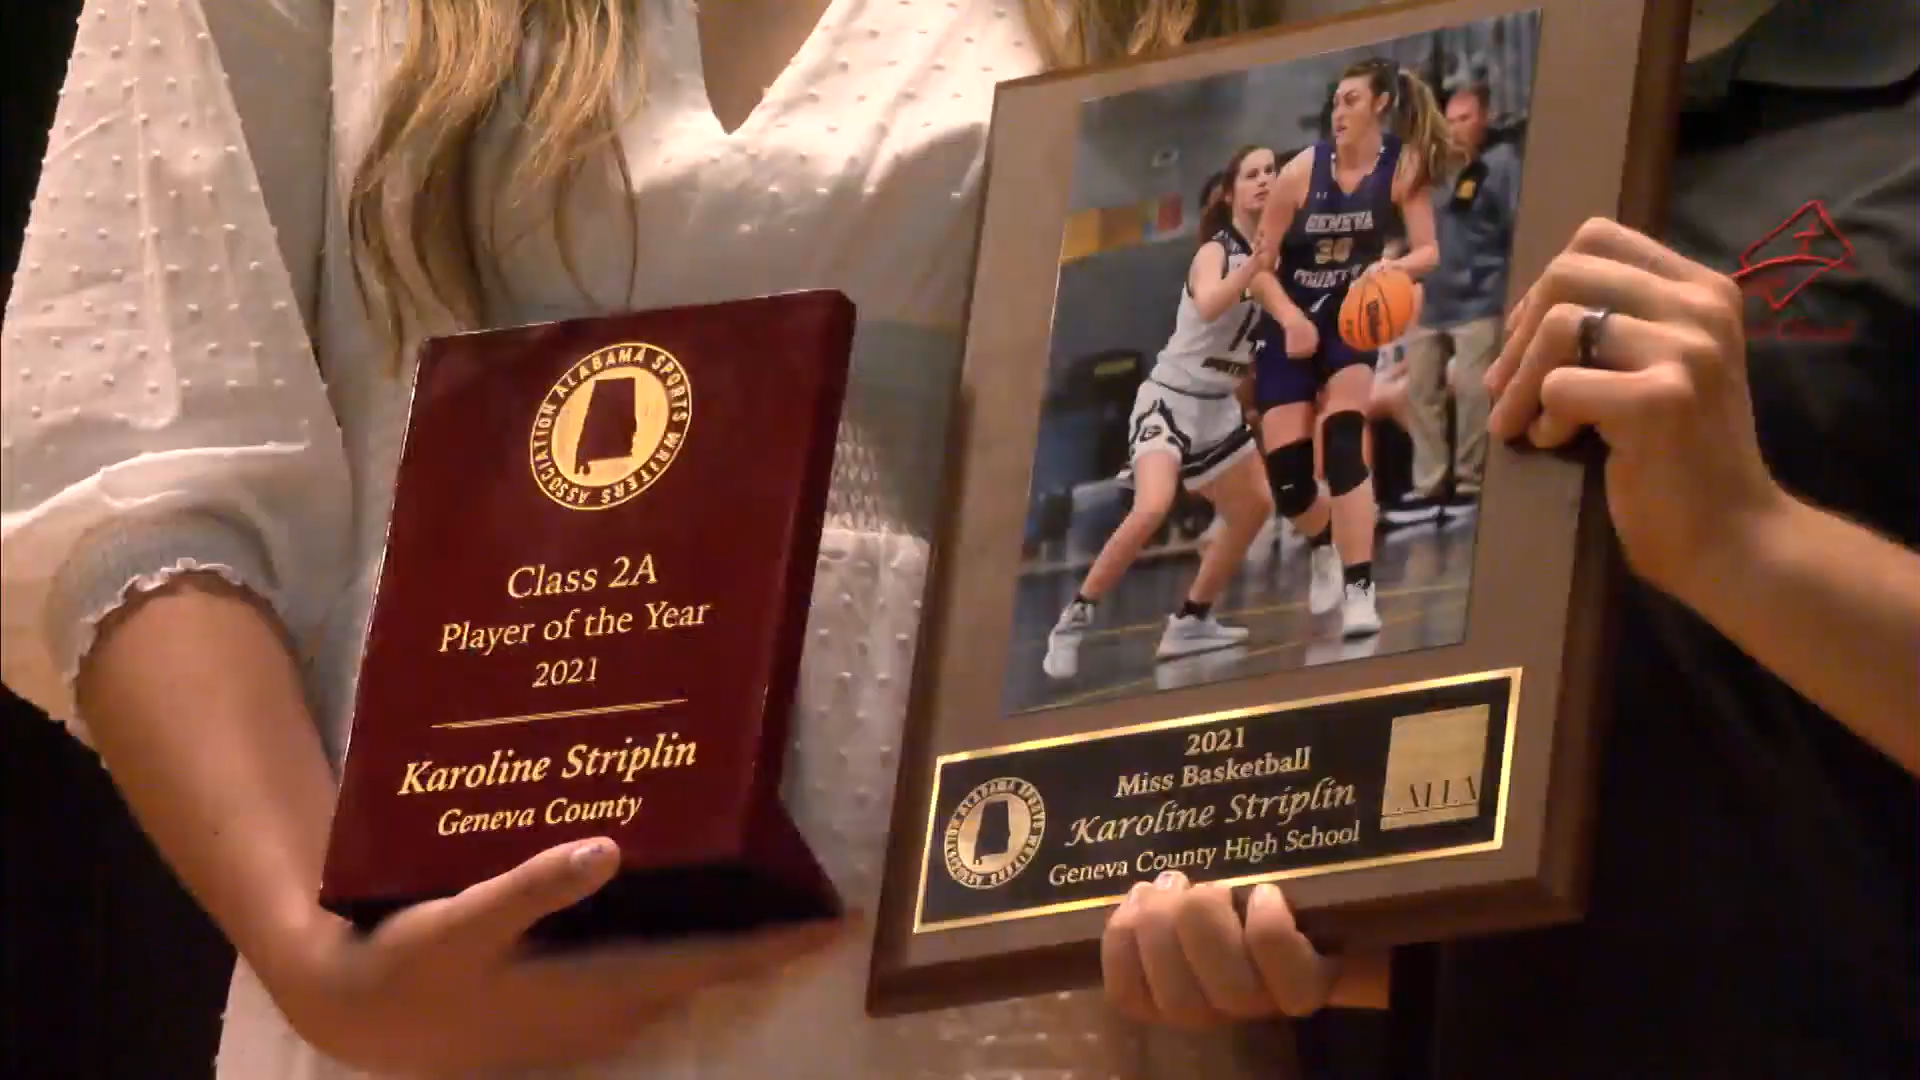 ALABAMA SPORTS WRITERS ASSOCIATION
Class 2A
Player of the Year
2021
Karoline Striplin
Geneva County
GENEVA
30
COUNTY
2021
Miss Basketball
Karoline Striplin
Geneva County High School
ALABAMA SPORTS WRITERS ASSOCIATION
ALFA